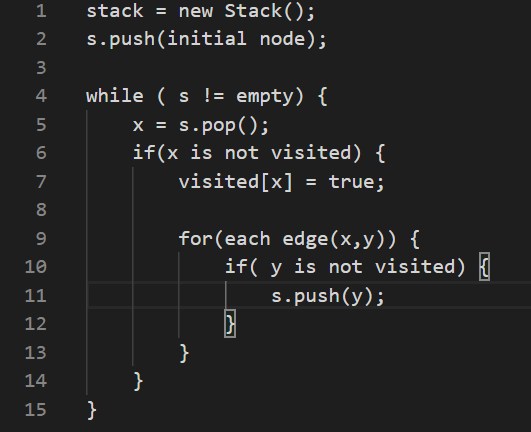 1 stack = new Stack();
2 s.push(initial node);
3
4 while ( s != empty) {
5 x = s.pop();
6 if(x is not visited) {
7 visited[x] = true;
8
9 for(each edge(x,y)) {
10 if( y is not visited) {
11 s.push(y);
12 }
13 }
14 }
15 }